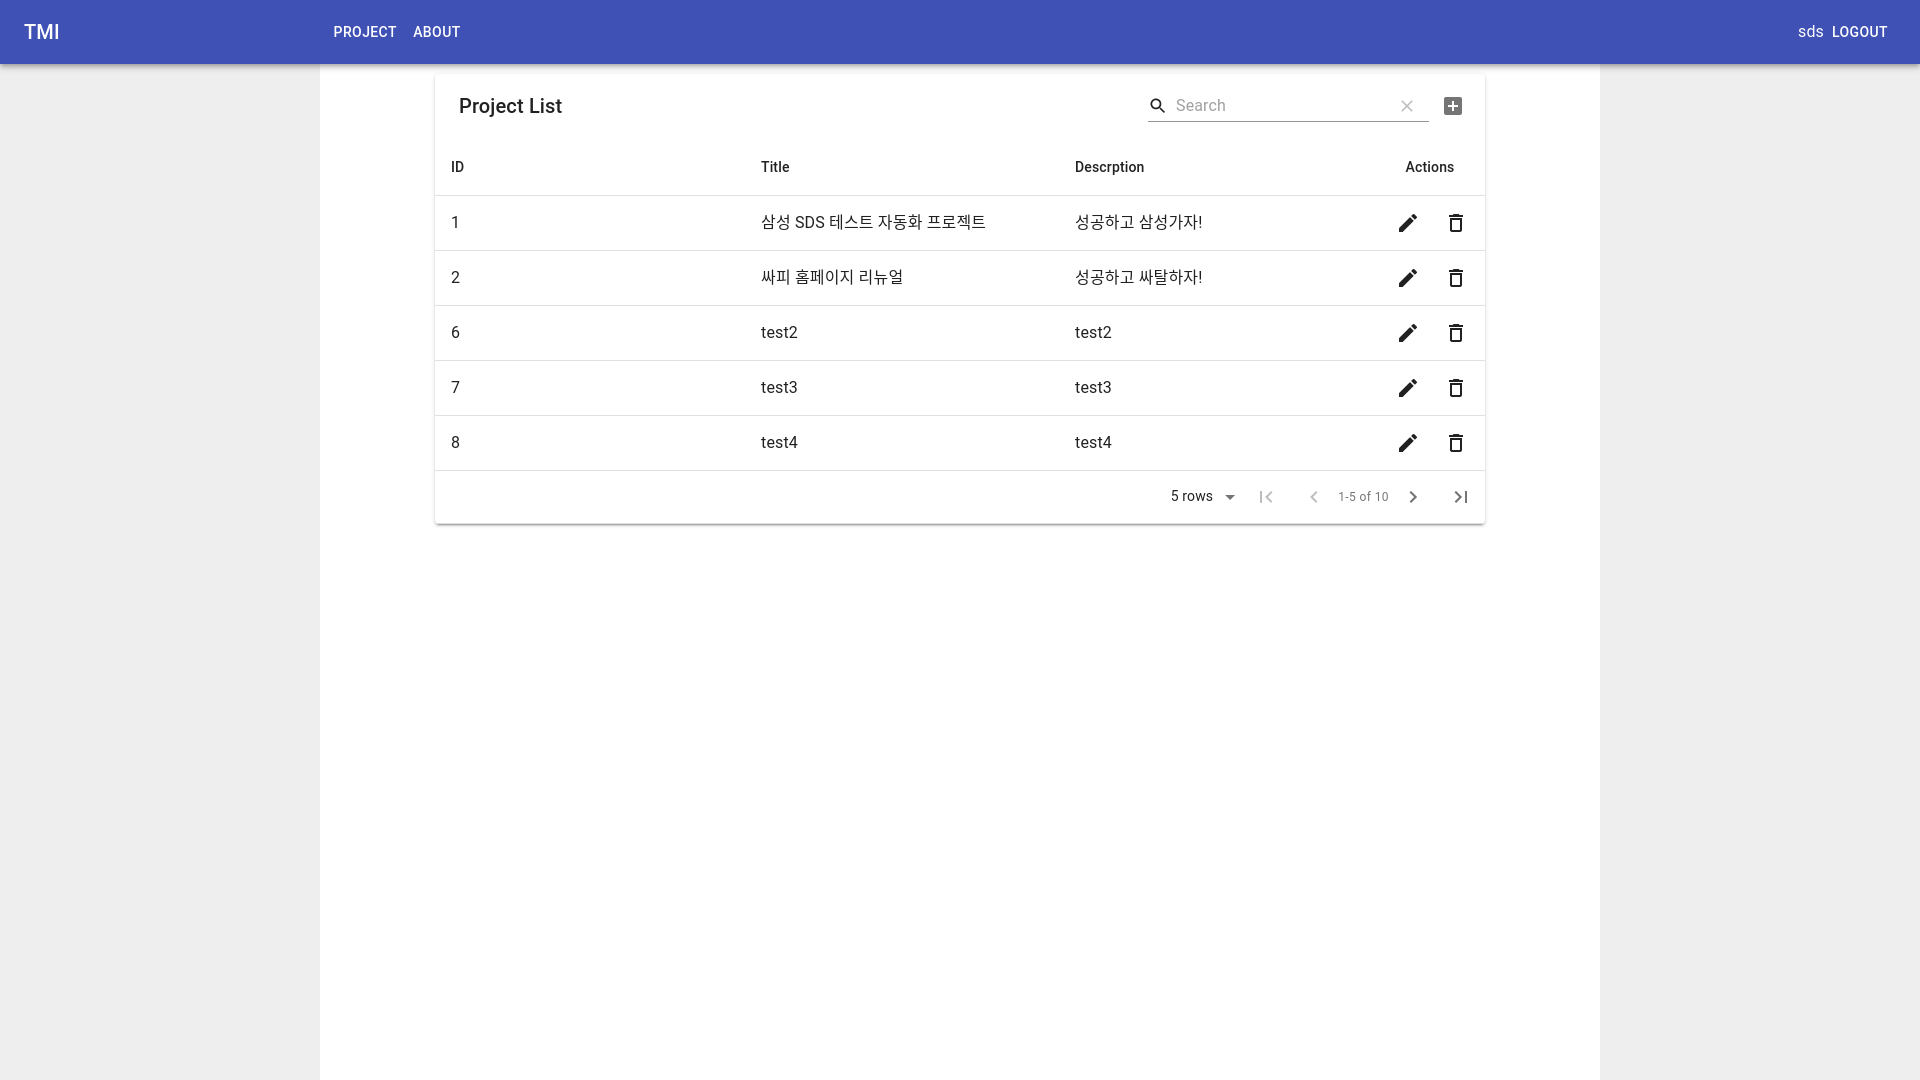 TMI PROJECT ABOUT sds LOGOUT
Project List Search
ID Title Descrption Actions
1 삼성 SDS 테스트 자동화 프로젝트 성공하고 삼성가자!
2 싸피 홈페이지 리뉴얼 성공하고 싸탈하자!
6 test2 test2
7 test3 test3
8 test4 test4
5 rows 1-5 of 10